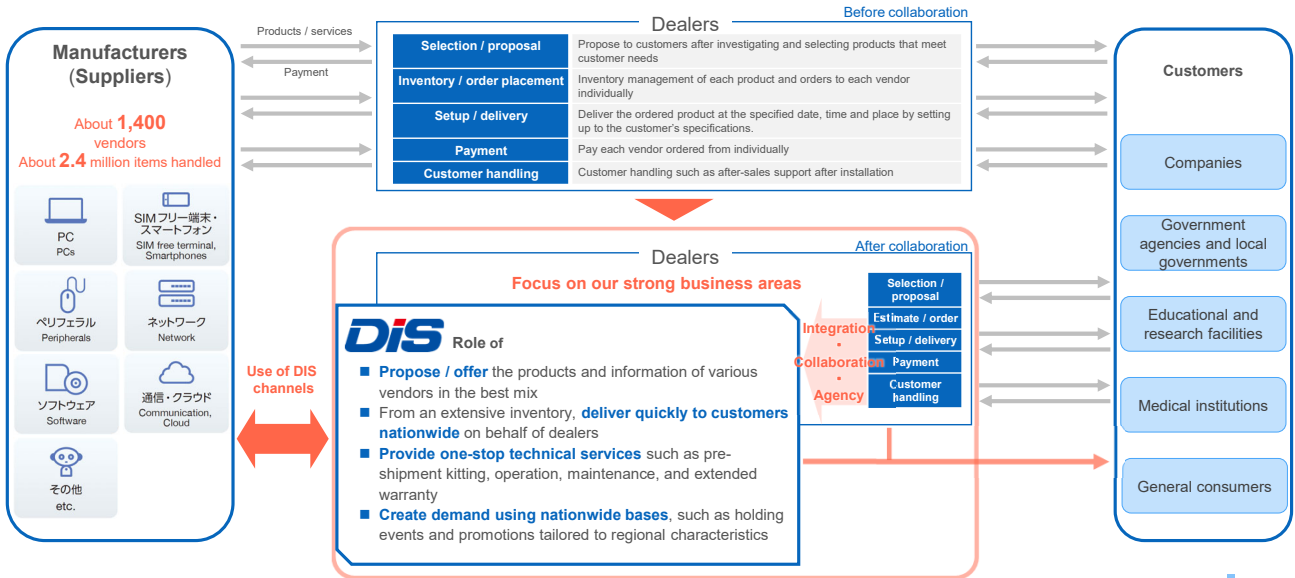 Manufacturers
(Suppliers)
About 1,400
vendors
About 2.4 million items handled
PC
PCs
SIMフリー端末・
スマートフォン
SIM free terminal,
Smartphones
ペリフェラル
Peripherals
ネットワーク
Network
ソフトウェア
Software
通信・クラウド
Communication,
Cloud
その他
etc.
Products / services
Payment
Before collaboration
Dealers
Selection / proposal
Propose to customers after investigating and selecting products that meet
customer needs
Inventory / order placement
Inventory management of each product and orders to each vendor
individually
Setup / delivery
Deliver the ordered product at the specified date, time and place by setting
up to the customer's specifications.
Payment
Pay each vendor ordered from individually
Customer handling
Customer handling such as after-sales support after installation
After collaboration
Dealers
Focus on our strong business areas
Use of DIS
channels
DiS Role of
■ Propose / offer the products and information of various
vendors in the best mix
■ From an extensive inventory, deliver quickly to customers
nationwide on behalf of dealers
■ Provide one-stop technical services such as pre-
shipment kitting, operation, maintenance, and extended
warranty
■ Create demand using nationwide bases, such as holding
events and promotions tailored to regional characteristics
Integration
・
Collaboration
・
Agency
Selection /
proposal
Estimate / order
Setup / delivery
Payment
Customer
handling
Customers
Companies
Government
agencies and local
governments
Educational and
research facilities
Medical institutions
General consumers